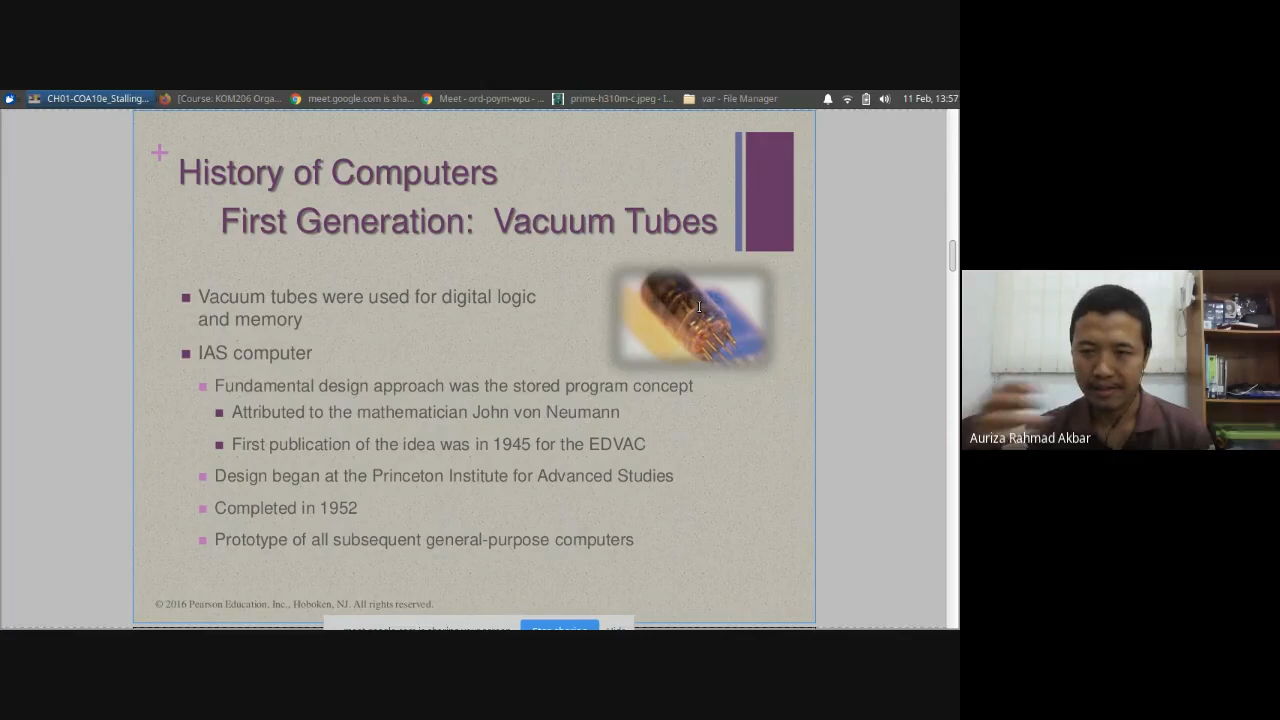 CH01-COA10e_Stalling...
[Course: KOM206 Orga...
meet.google.com is sha...
Meet - ord-poym-wpu - ...
prime-h310m-c.jpeg - I...
var - File Manager
11 Feb, 13:57
+
History of Computers
First Generation: Vacuum Tubes
Vacuum tubes were used for digital logic
and memory
IAS computer
Fundamental design approach was the stored program concept
Attributed to the mathematician John von Neumann
First publication of the idea was in 1945 for the EDVAC
Design began at the Princeton Institute for Advanced Studies
Completed in 1952
Prototype of all subsequent general-purpose computers
© 2016 Pearson Education, Inc., Hoboken, NJ. All rights reserved.
Auriza Rahmad Akbar